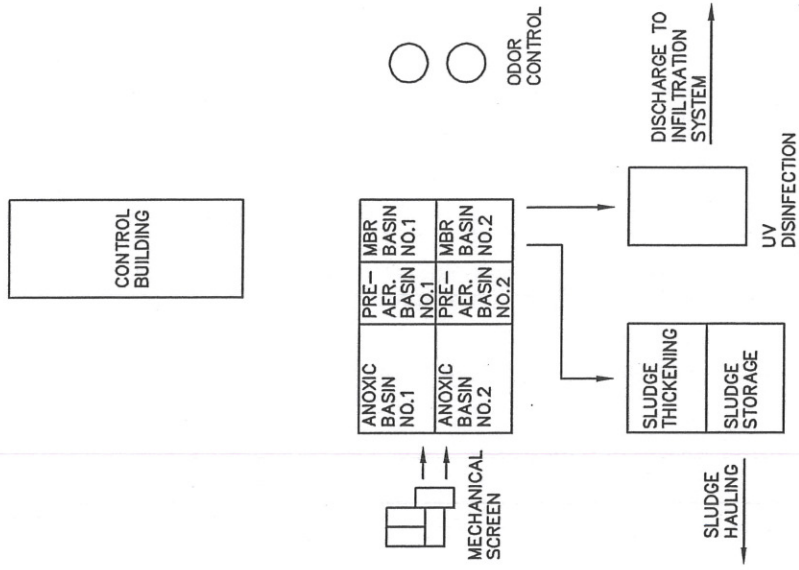 CONTROL
BUILDING
ODOR
CONTROL
ANOXIC
BASIN
NO.1
PRE-
AER.
BASIN
NO.1
MBR
BASIN
NO.1
ANOXIC
BASIN
NO.2
PRE-
AER.
BASIN
NO.2
MBR
BASIN
NO.2
MECHANICAL
SCREEN
DISCHARGE TO
INFILTRATION
SYSTEM
UV
DISINFECTION
SLUDGE
THICKENING
SLUDGE
STORAGE
SLUDGE
HAULING